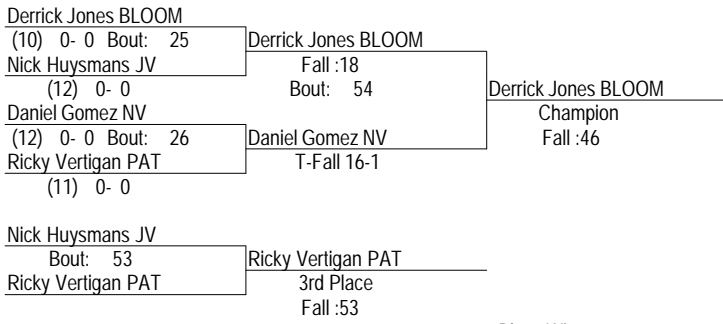 Derrick Jones BLOOM
(10) 0- 0 Bout: 25
Derrick Jones BLOOM
Nick Huysmans JV
Fall :18
(12) 0- 0
Bout: 54
Derrick Jones BLOOM
Daniel Gomez NV
Champion
(12) 0- 0 Bout: 26
Daniel Gomez NV
Fall :46
Ricky Vertigan PAT
T-Fall 16-1
(11) 0- 0
Nick Huysmans JV
Bout: 53
Ricky Vertigan PAT
Ricky Vertigan PAT
3rd Place
Fall :53